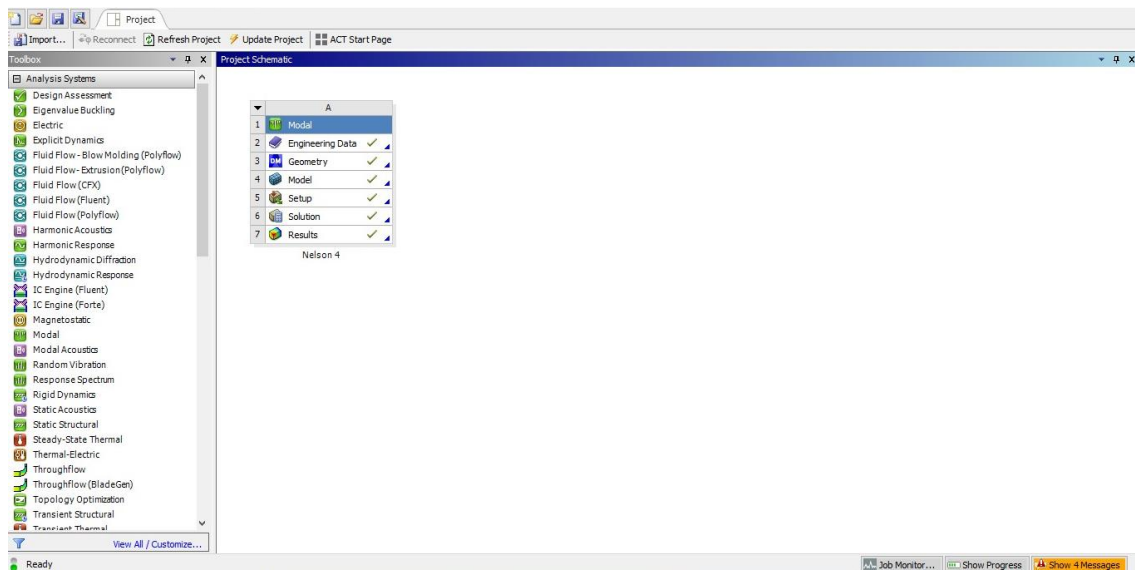 Project
Import... Reconnect Refresh Project Update Project ACT Start Page
Toolbox
Project Schematic
Analysis Systems
Design Assessment
Eigenvalue Buckling
Electric
Explicit Dynamics
Fluid Flow - Blow Molding (Polyflow)
Fluid Flow - Extrusion (Polyflow)
Fluid Flow (CFX)
Fluid Flow (Fluent)
Fluid Flow (Polyflow)
Harmonic Acoustics
Harmonic Response
Hydrodynamic Diffraction
Hydrodynamic Response
IC Engine (Fluent)
IC Engine (Forte)
Magnetostatic
Modal
Modal Acoustics
Random Vibration
Response Spectrum
Rigid Dynamics
Static Acoustics
Static Structural
Steady-State Thermal
Thermal-Electric
Throughflow
Throughflow (BladeGen)
Topology Optimization
Transient Structural
Transient Thermal
View All / Customize...
A
1 Modal
2 Engineering Data
3 DM Geometry
4 Model
5 Setup
6 Solution
7 Results
Nelson 4
Ready
Job Monitor... Show Progress Show 4 Messages